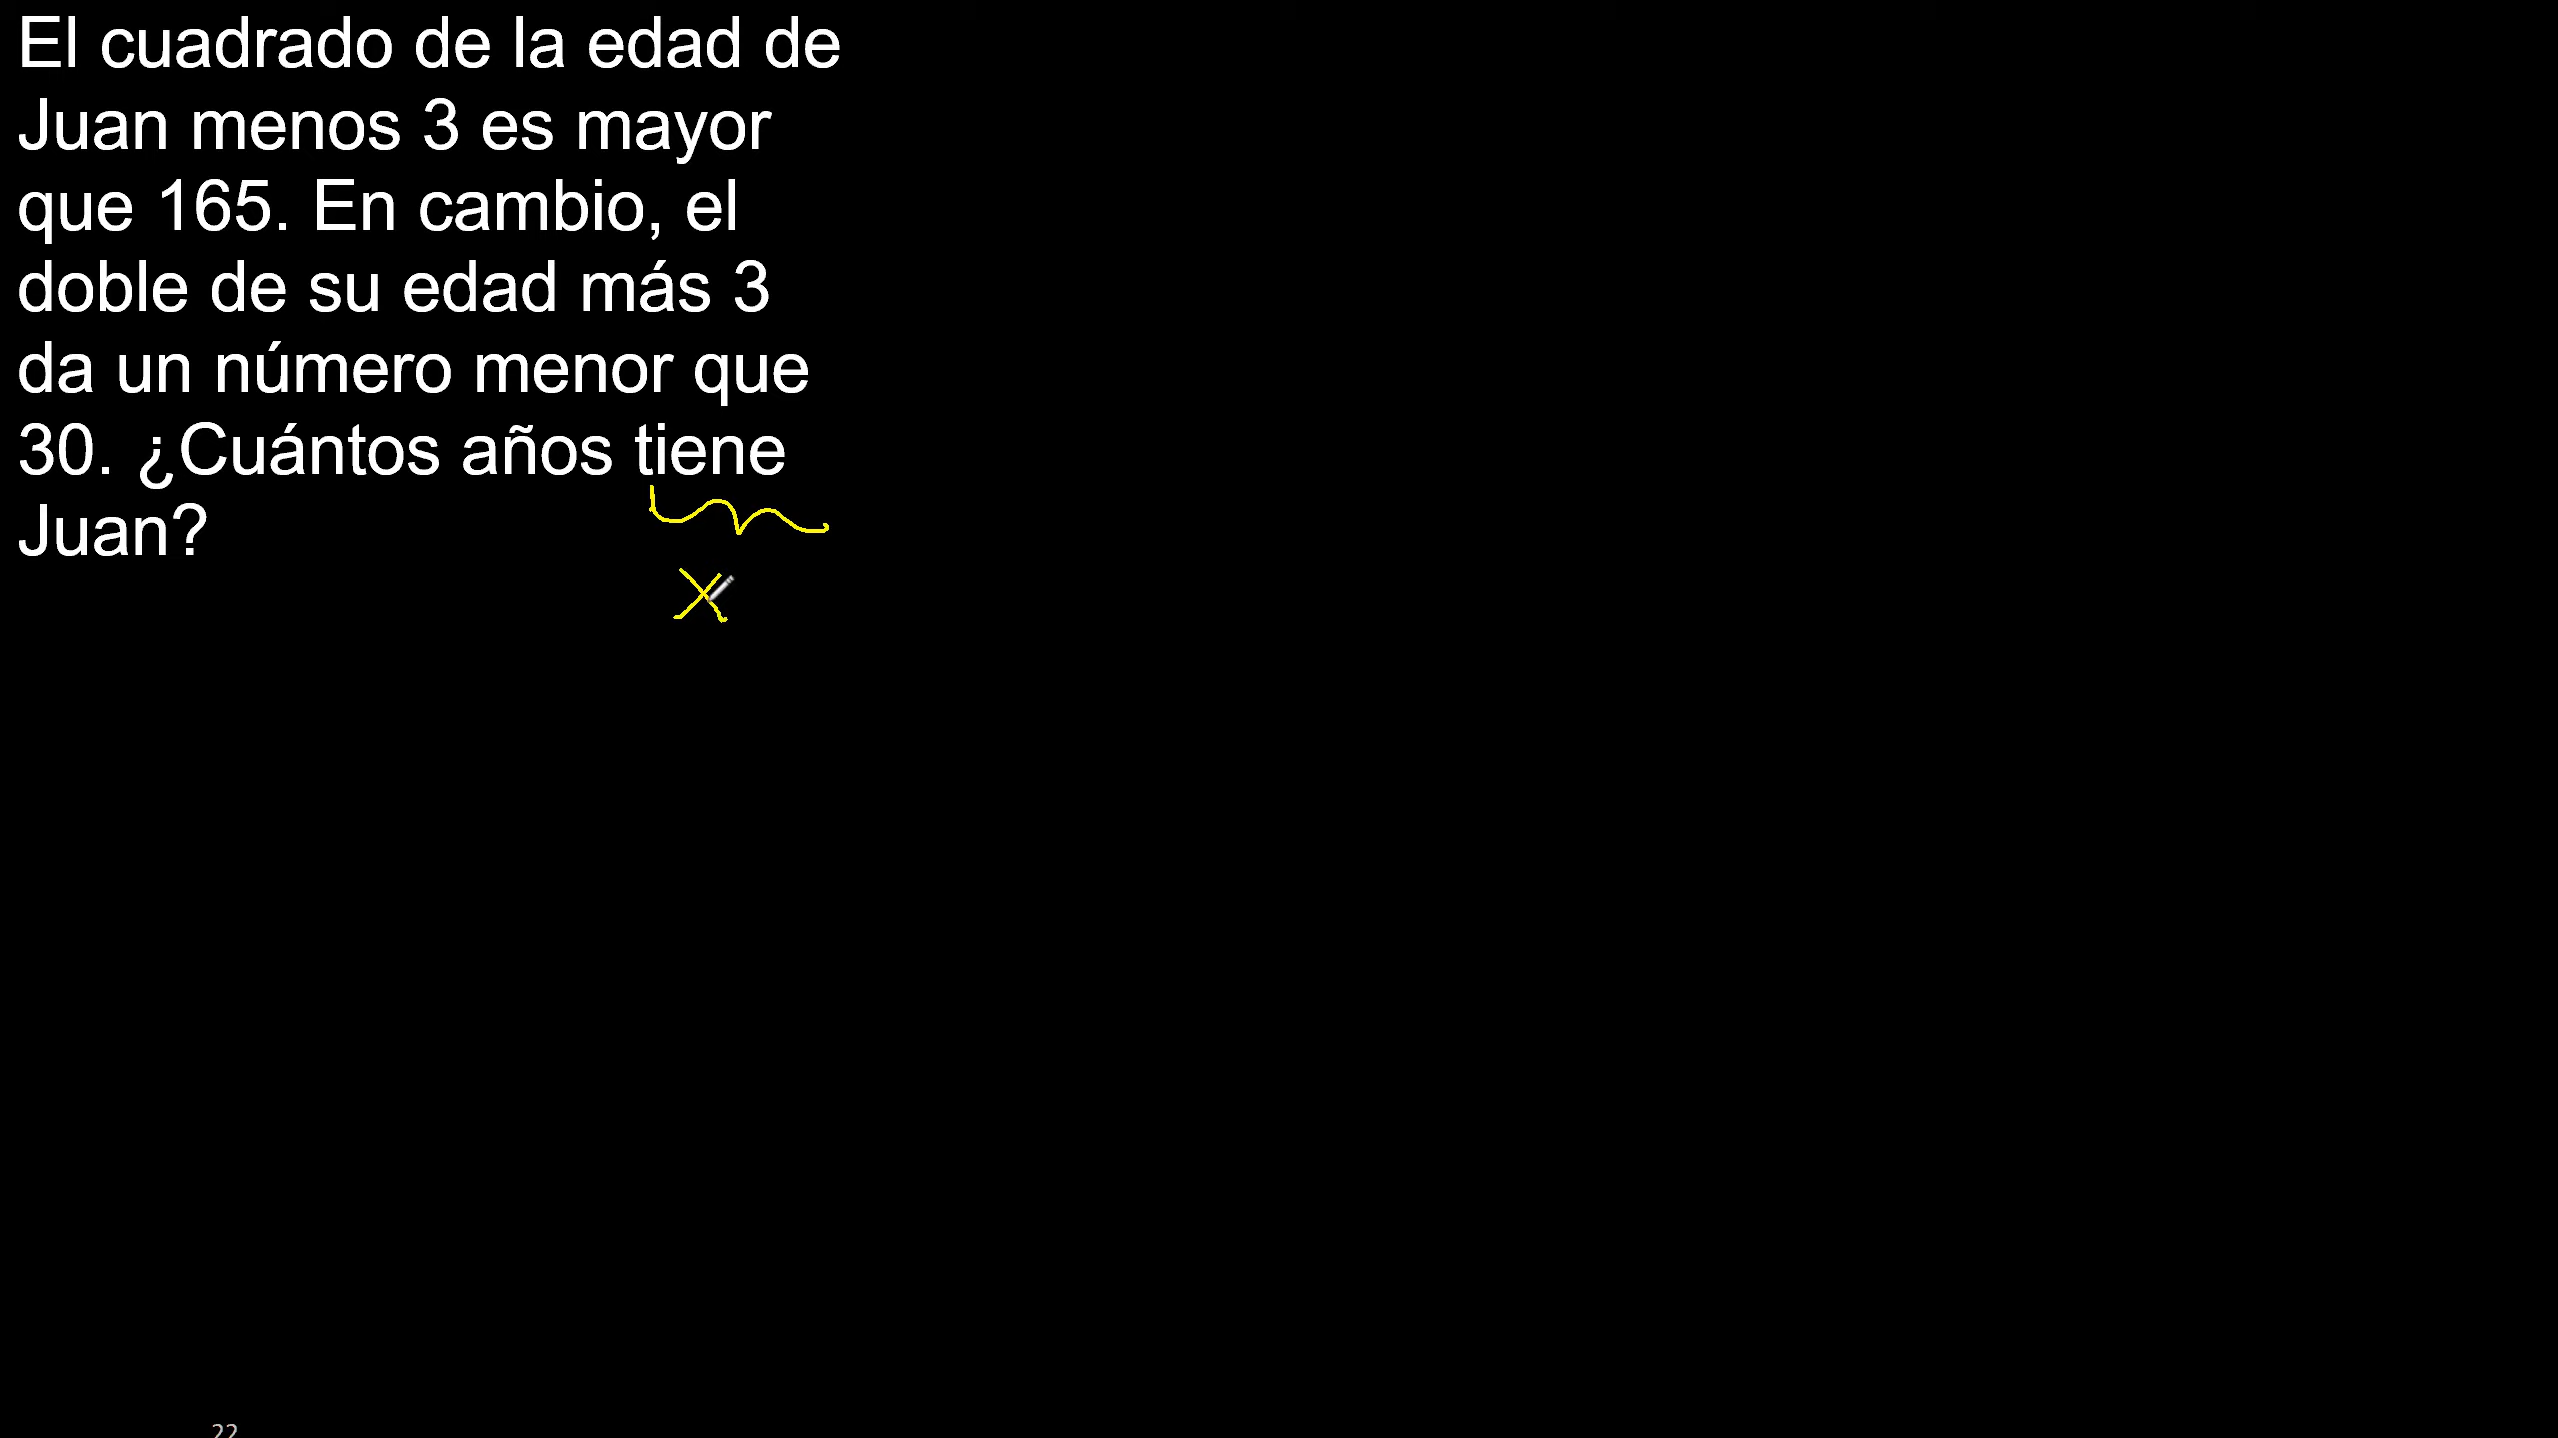 El cuadrado de la edad de
Juan menos 3 es mayor
que 165. En cambio, el
doble de su edad más 3
da un número menor que
30. ¿Cuántos años tiene
Juan?
x
22